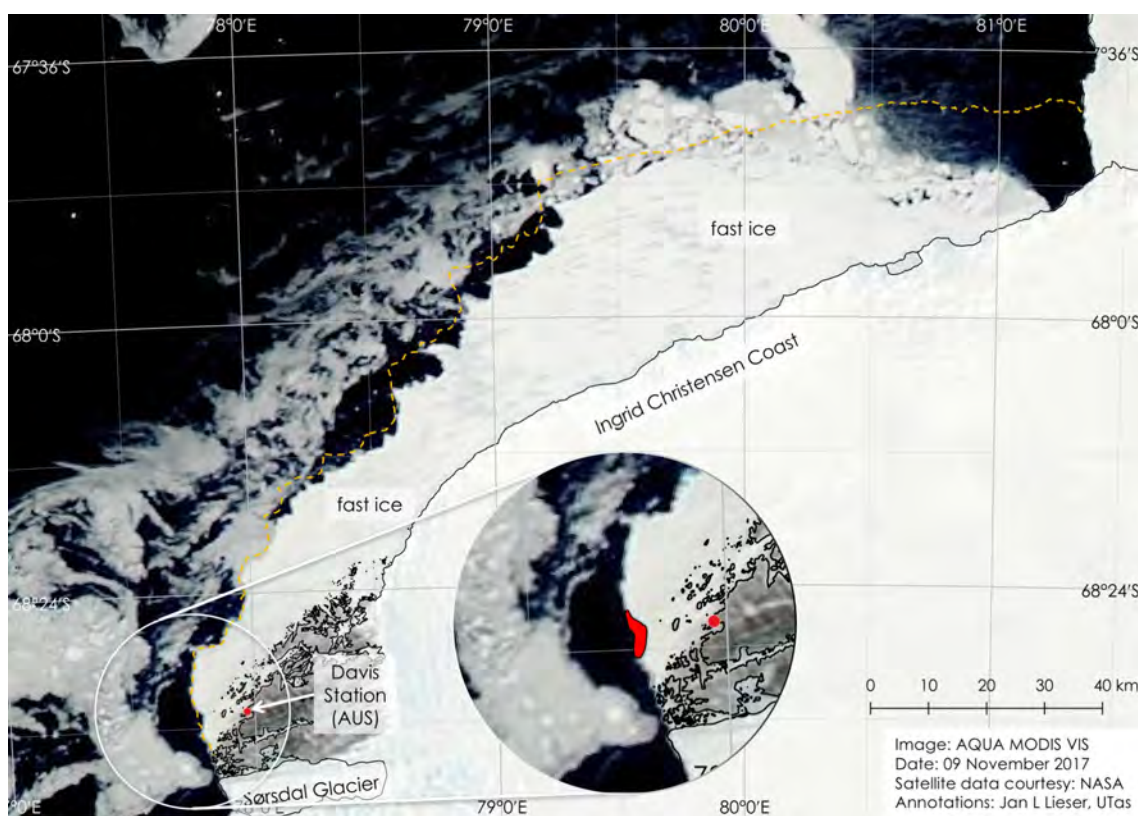 78°0'E
79°0'E
80°0'E
81°0'E
67°36'S
67°36'S
fast ice
68°0'S
68°0'S
Ingrid Christensen Coast
fast ice
68°24'S
68°24'S
Davis
Station
(AUS)
0 10 20 30 40 km
Image: AQUA MODIS VIS
Date: 09 November 2017
Satellite data courtesy: NASA
Annotations: Jan L Lieser, UTas
Sørsdal Glacier
79°0'E
80°0'E